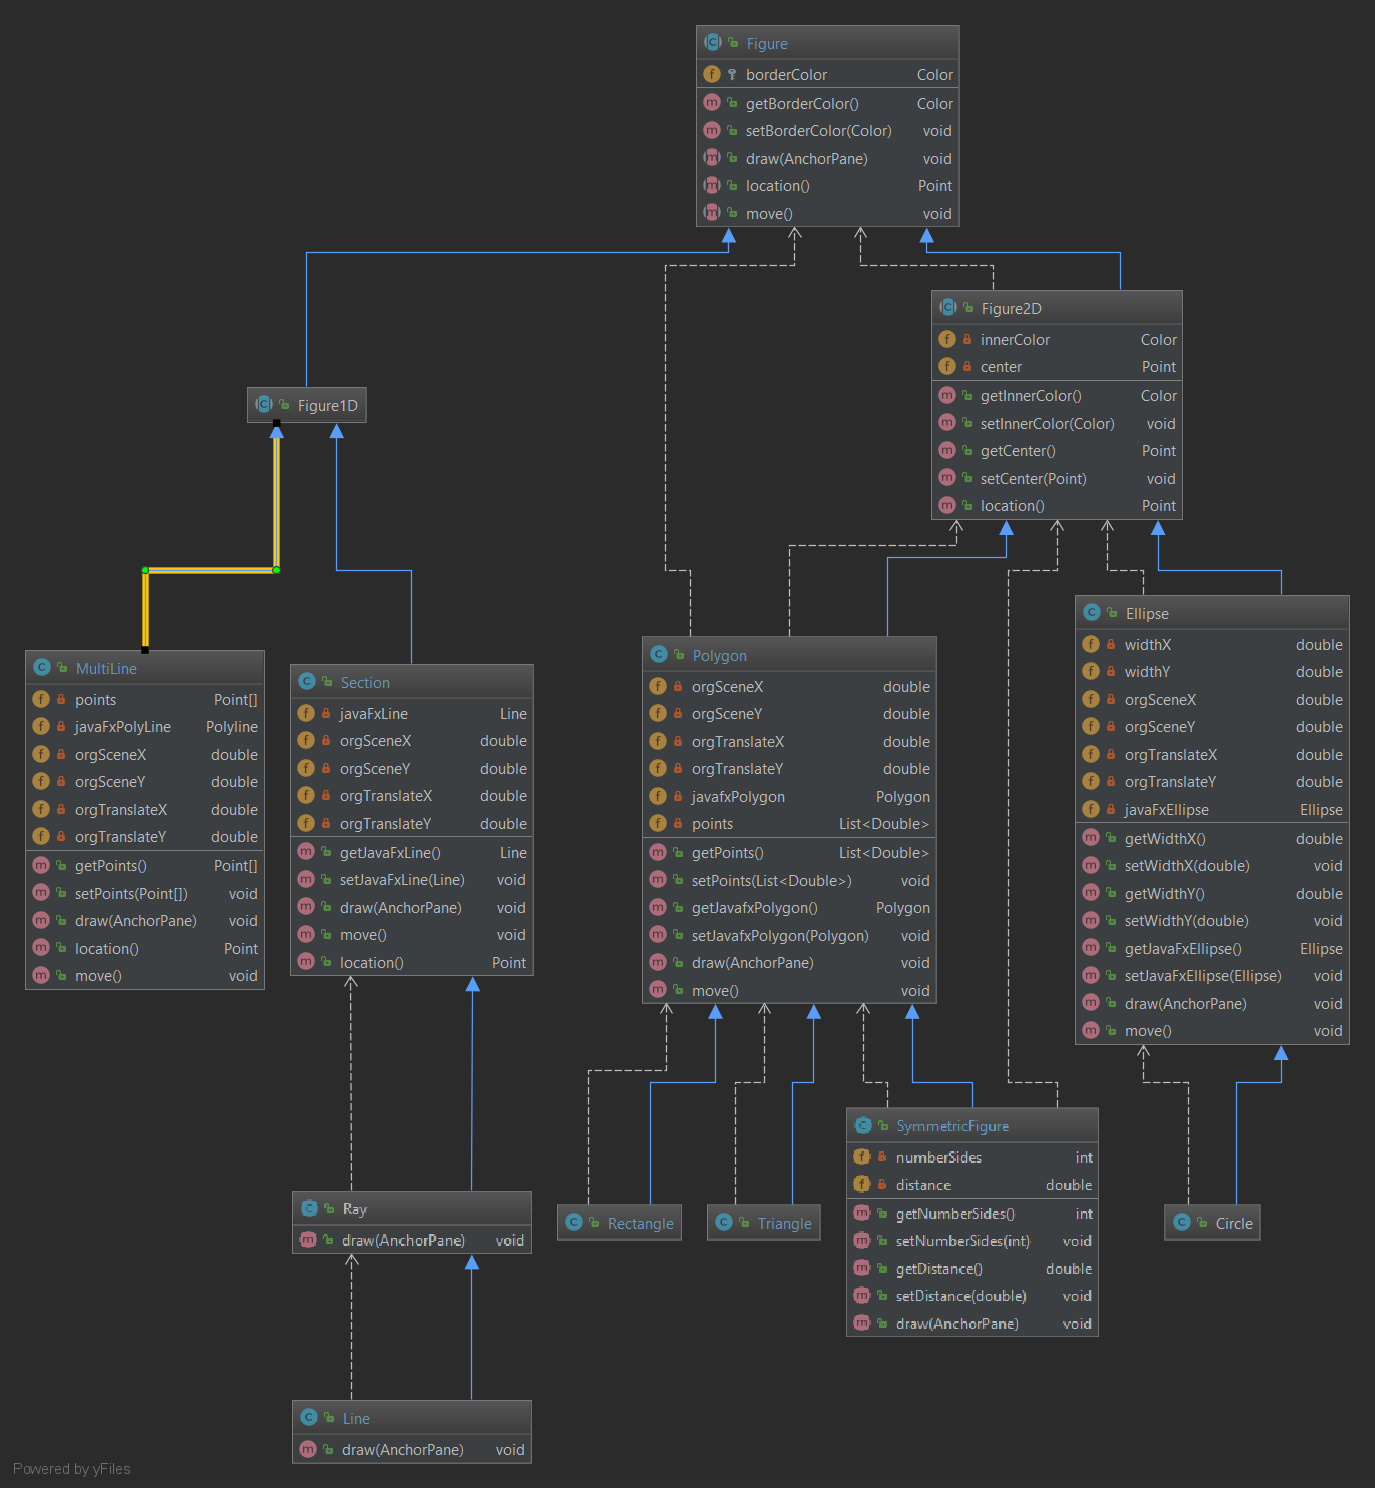 Figure
borderColor Color
getBorderColor() Color
setBorderColor(Color) void
draw(AnchorPane) void
location() Point
move() void
Figure2D
innerColor Color
center Point
getInnerColor() Color
setInnerColor(Color) void
getCenter() Point
setCenter(Point) void
location() Point
Figure1D
MultiLine
points Point[]
javaFxPolyLine Polyline
orgSceneX double
orgSceneY double
orgTranslateX double
orgTranslateY double
getPoints() Point[]
setPoints(Point[]) void
draw(AnchorPane) void
location() Point
move() void
Section
javaFxLine Line
orgSceneX double
orgSceneY double
orgTranslateX double
orgTranslateY double
getJavaFxLine() Line
setJavaFxLine(Line) void
draw(AnchorPane) void
move() void
location() Point
Polygon
orgSceneX double
orgSceneY double
orgTranslateX double
orgTranslateY double
javafxPolygon Polygon
points List<Double>
getPoints() List<Double>
setPoints(List<Double>) void
getJavafxPolygon() Polygon
setJavafxPolygon(Polygon) void
draw(AnchorPane) void
move() void
Ellipse
widthX double
widthY double
orgSceneX double
orgSceneY double
orgTranslateX double
orgTranslateY double
javaFxEllipse Ellipse
getWidthX() double
setWidthX(double) void
getWidthY() double
setWidthY(double) void
getJavaFxEllipse() Ellipse
setJavaFxEllipse(Ellipse) void
draw(AnchorPane) void
move() void
Ray
draw(AnchorPane) void
Rectangle
Triangle
SymmetricFigure
numberSides int
distance double
getNumberSides() int
setNumberSides(int) void
getDistance() double
setDistance(double) void
draw(AnchorPane) void
Circle
Line
draw(AnchorPane) void
Powered by yFiles